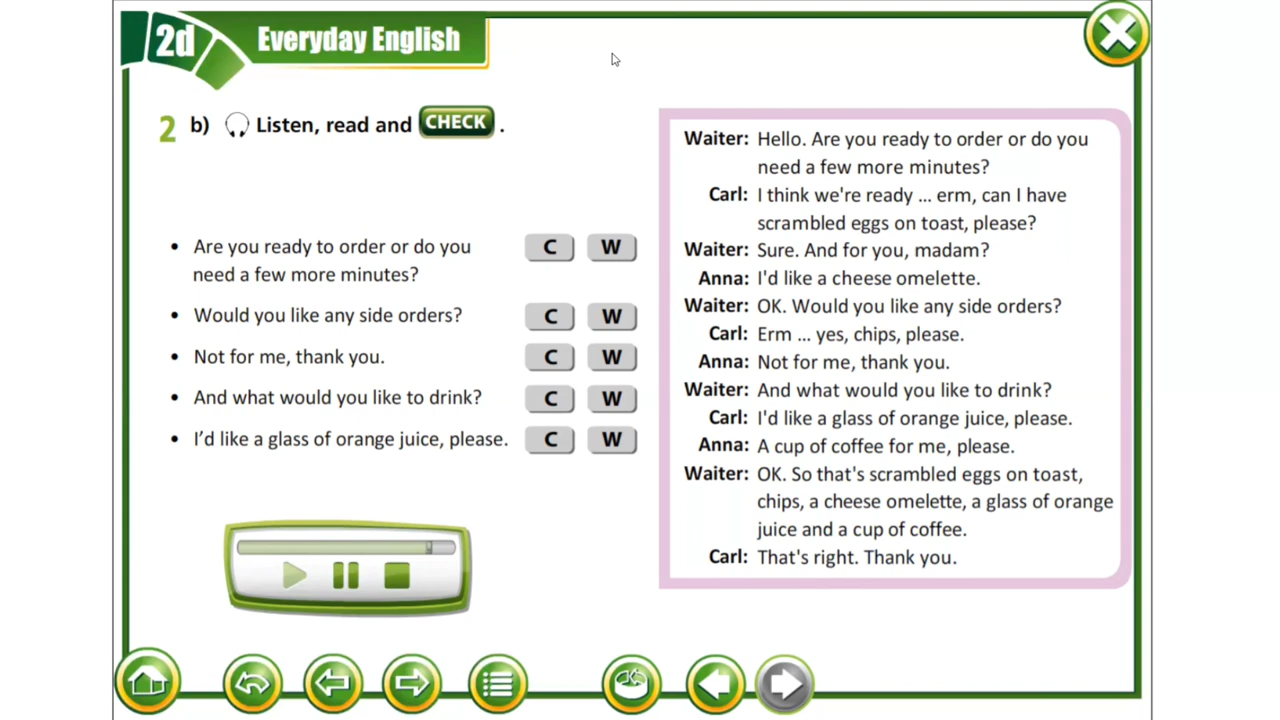 2d Everyday English
2 b) Listen, read and CHECK .
• Are you ready to order or do you C W
need a few more minutes?
• Would you like any side orders? C W
• Not for me, thank you. C W
• And what would you like to drink? C W
• I'd like a glass of orange juice, please. C W
Waiter: Hello. Are you ready to order or do you
need a few more minutes?
Carl: I think we're ready ... erm, can I have
scrambled eggs on toast, please?
Waiter: Sure. And for you, madam?
Anna: I'd like a cheese omelette.
Waiter: OK. Would you like any side orders?
Carl: Erm ... yes, chips, please.
Anna: Not for me, thank you.
Waiter: And what would you like to drink?
Carl: I'd like a glass of orange juice, please.
Anna: A cup of coffee for me, please.
Waiter: OK. So that's scrambled eggs on toast,
chips, a cheese omelette, a glass of orange
juice and a cup of coffee.
Carl: That's right. Thank you.